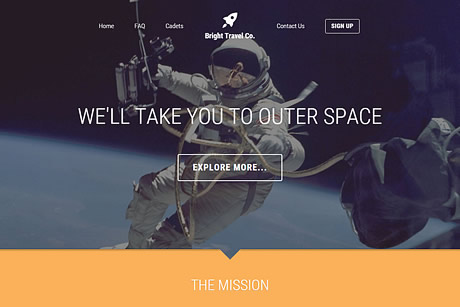 Home FAQ Cadets Bright Travel Co. Contact Us SIGN UP
WE'LL TAKE YOU TO OUTER SPACE
EXPLORE MORE...
THE MISSION